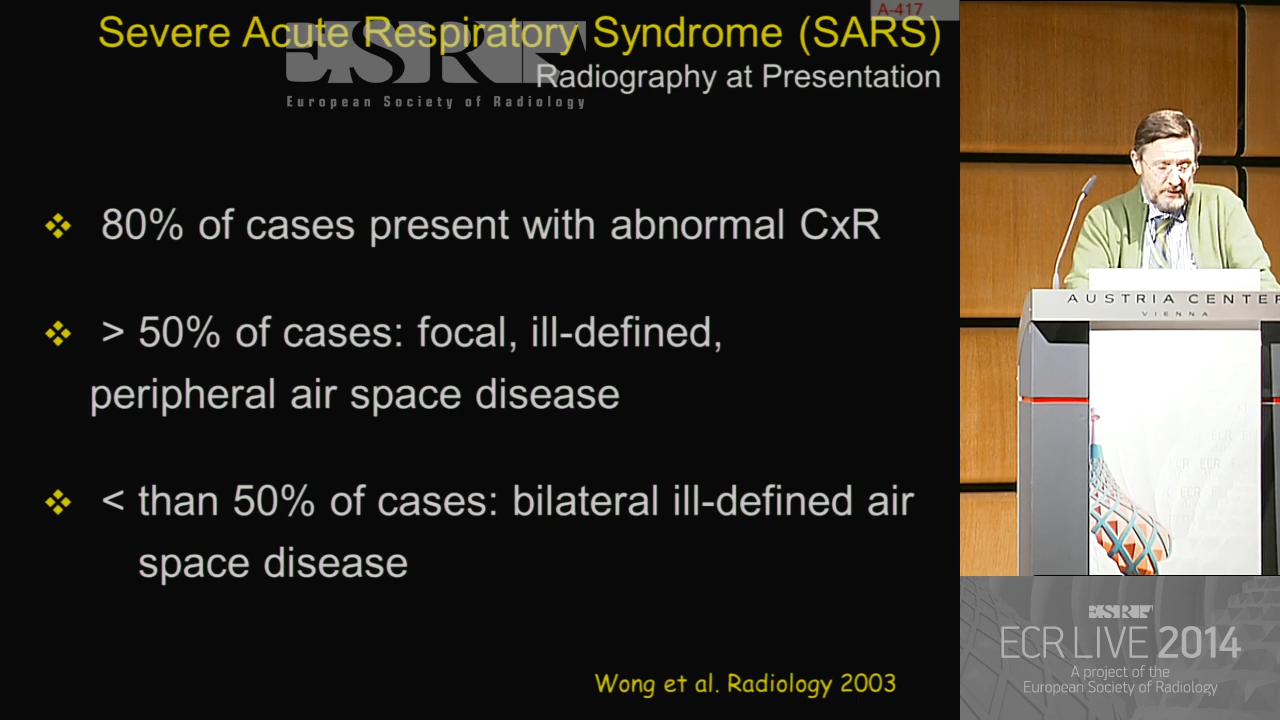 A-417
Severe Acute Respiratory Syndrome (SARS)
Radiography at Presentation
ESR
European Society of Radiology
❖ 80% of cases present with abnormal CxR
❖ > 50% of cases: focal, ill-defined,
peripheral air space disease
❖ < than 50% of cases: bilateral ill-defined air
space disease
Wong et al. Radiology 2003
AUSTRIA CENTER
VIENNA
ESR
ECR LIVE 2014
A project of the
European Society of Radiology